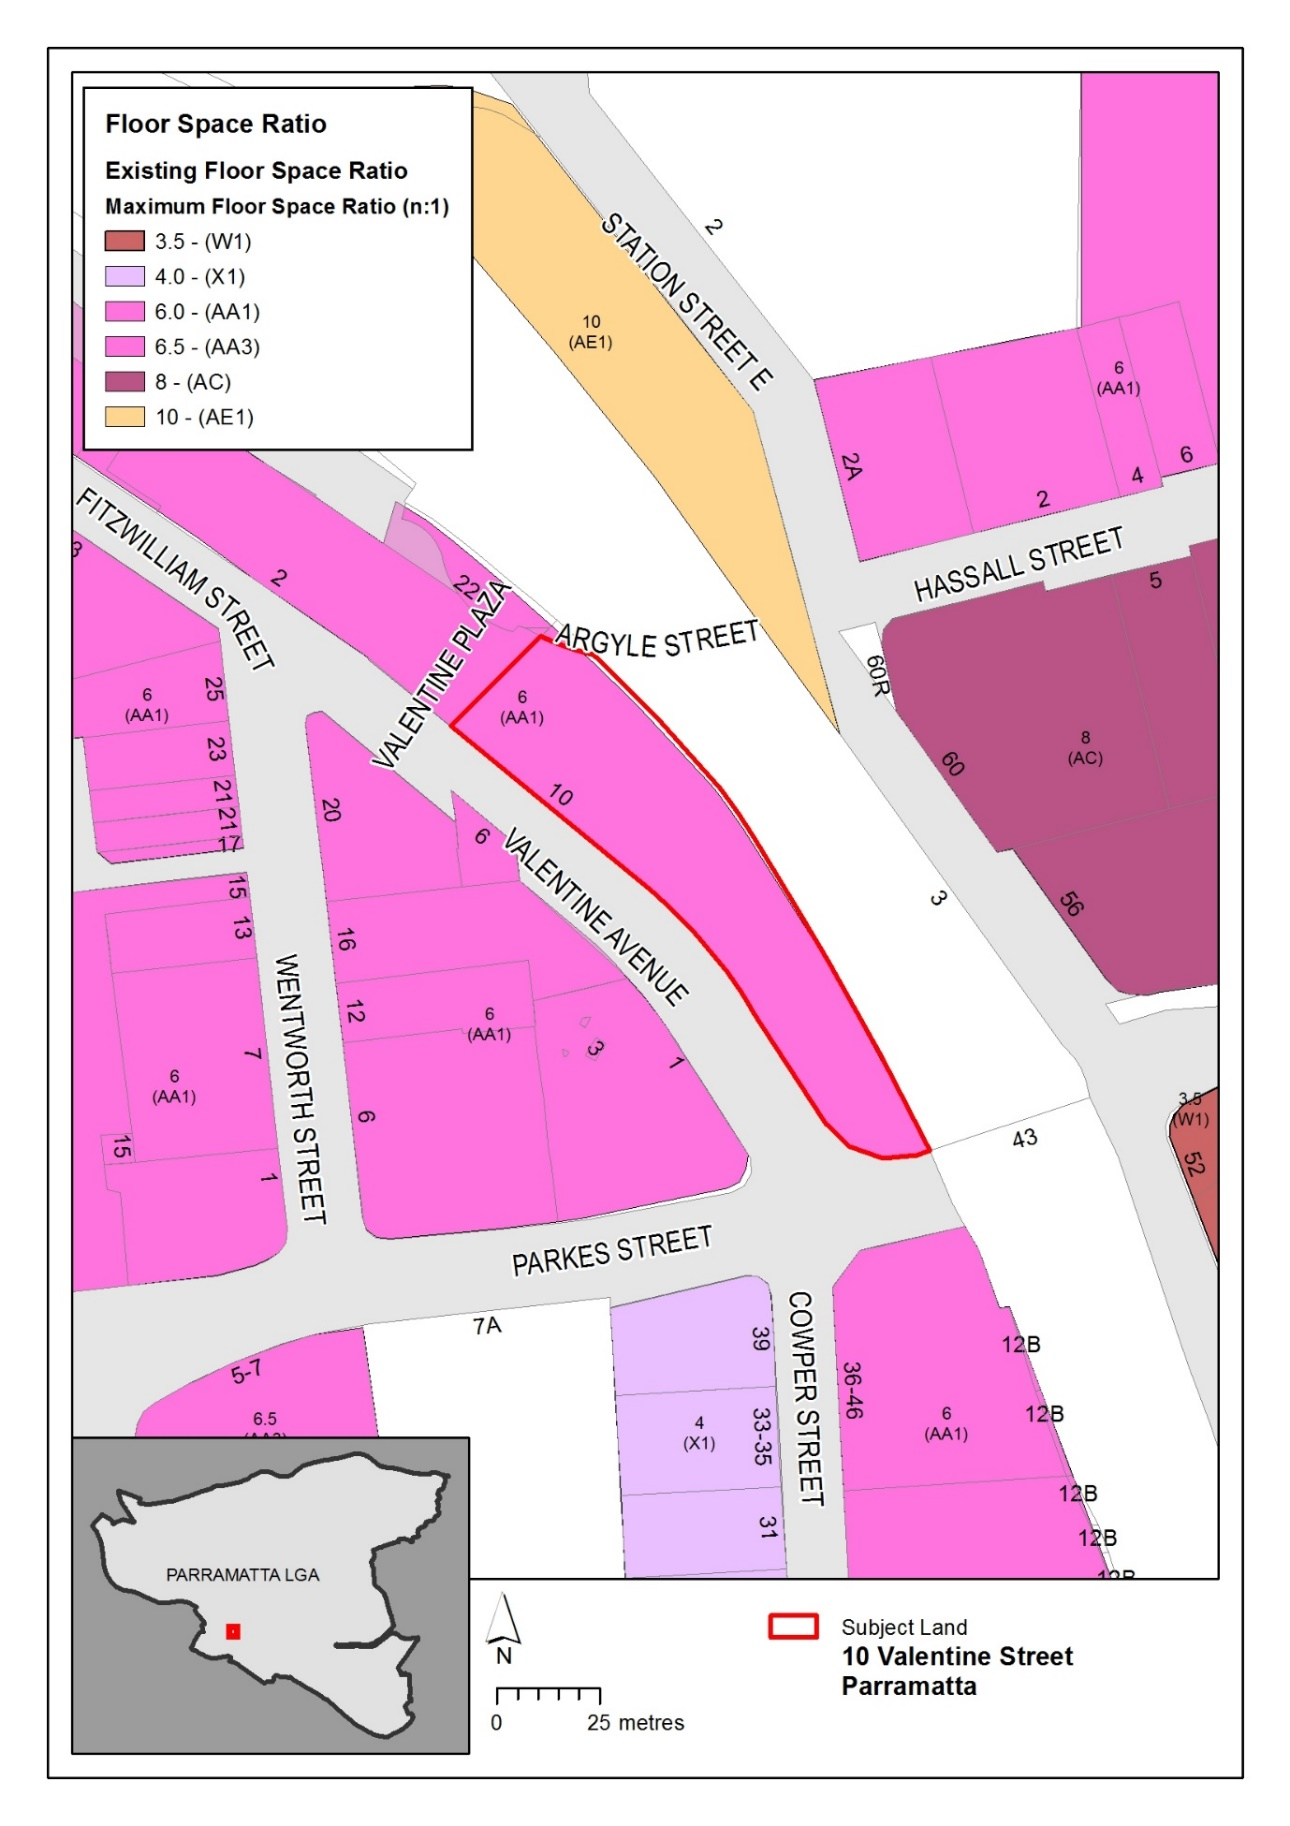 Floor Space Ratio
Existing Floor Space Ratio
Maximum Floor Space Ratio (n:1)
3.5 - (W1)
4.0 - (X1)
6.0 - (AA1)
6.5 - (AA3)
8 - (AC)
10 - (AE1)
2
STATION STREET E
10
(AE1)
6
(AA1)
2A
2
4
6
HASSALL STREET
5
FITZWILLIAM STREET
3
2
22
VALENTINE PLAZA
ARGYLE STREET
60R
6
(AA1)
25
23
21
21
17
6
(AA1)
10
60
8
(AC)
20
6
VALENTINE AVENUE
15
13
16
3
56
WENTWORTH STREET
12
6
(AA1)
3
1
7
6
(AA1)
6
15
1
43
3.5
(W1)
52
PARKES STREET
7A
COWPER STREET
39
33-35
31
4
(X1)
36-46
6
(AA1)
12B
12B
12B
12B
12B
5-7
6.5
PARRAMATTA LGA
N
0 25 metres
Subject Land
10 Valentine Street
Parramatta